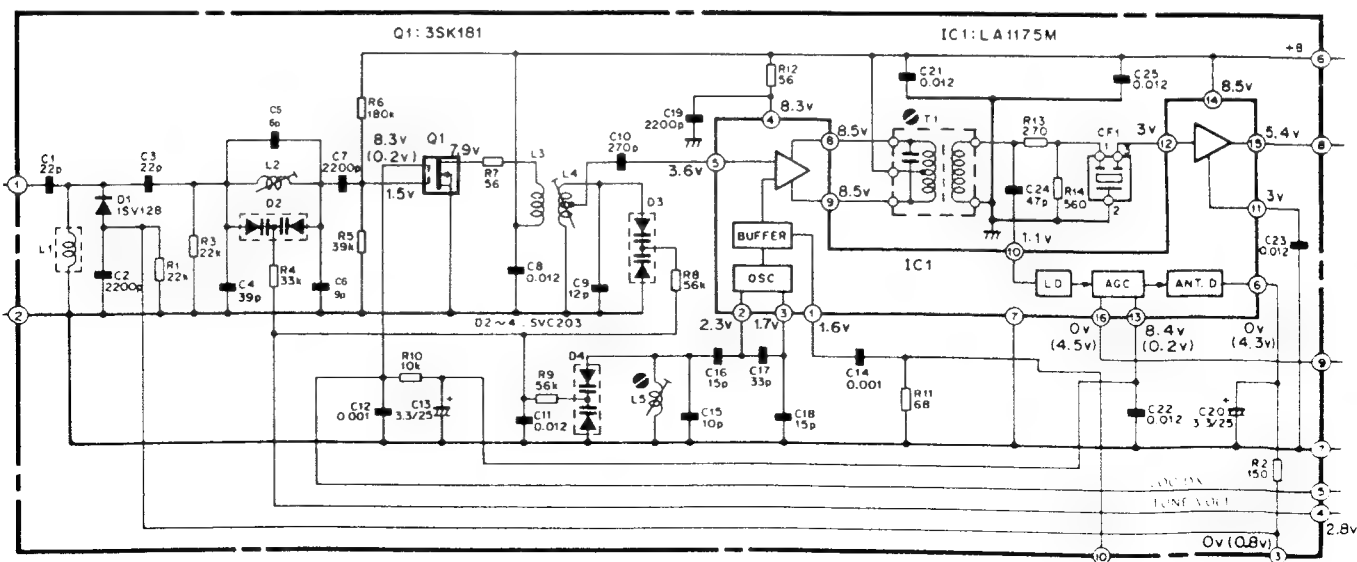 Q1:3SK181
IC1:LA1175M
+B
6
R12
56
C21
0.012
C25
0.012
8.5v
14
8.3v
4
C19
2200p
R6
180k
8.3v
(0.2v)
Q1
7.9v
1.5v
R7
56
L3
L4
C10
270p
5
3.6v
8
8.5v
9
8.5v
T1
R13
270
CF1
1
2
C24
47p
R14
560
3v
12
15
5.4v
8
3v
11
C23
0.012
C5
6p
L2
D2
C1
22p
C3
22p
C7
2200p
1
D1
1SV128
L1
C2
2200p
R1
22k
R3
22k
C4
39p
R4
33k
C6
9p
R5
39k
C8
0.012
C9
12p
D3
R8
56k
D2~4 : SVC203
BUFFER
OSC
IC1
1.1v
10
LD
AGC
ANT.D
6
0v
(4.3v)
2
2.3v
2
1.7v
3
1
1.6v
7
16
0v
(4.5v)
13
8.4v
(0.2v)
9
R10
10k
C12
0.001
C13
3.3/25
+
R9
56k
C11
0.012
D4
L5
C15
10p
C16
15p
C17
33p
C18
15p
C14
0.001
R11
68
C22
0.012
C20
3.3/25
+
7
R2
150
LOC/DX
5
TUNE VOLT
4
2.8v
10
0v(0.8v)
3